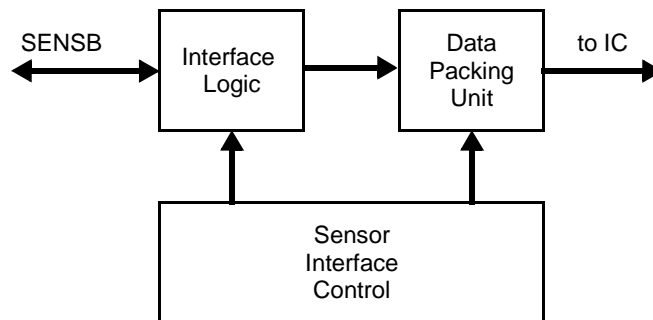 SENSB
Interface
Logic
Data
Packing
Unit
to IC
Sensor
Interface
Control